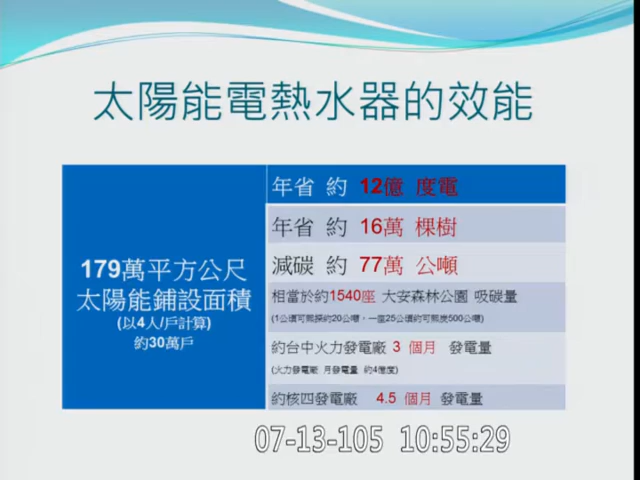 太陽能電熱水器的效能
179萬平方公尺
太陽能鋪設面積
(以4人/戶計算)
約30萬戶
年省 約 12億 度電
年省 約 16萬 棵樹
減碳 約 77萬 公噸
相當於約1540座 大安森林公園 吸碳量
(1公頃可無探約20公噸，一座25公頃約可無炭500公噸)
約台中火力發電廠 3 個月 發電量
(火力發電廠 月發電量 約4億度)
約核四發電廠 4.5 個月 發電量
07-13-105 10:55:29